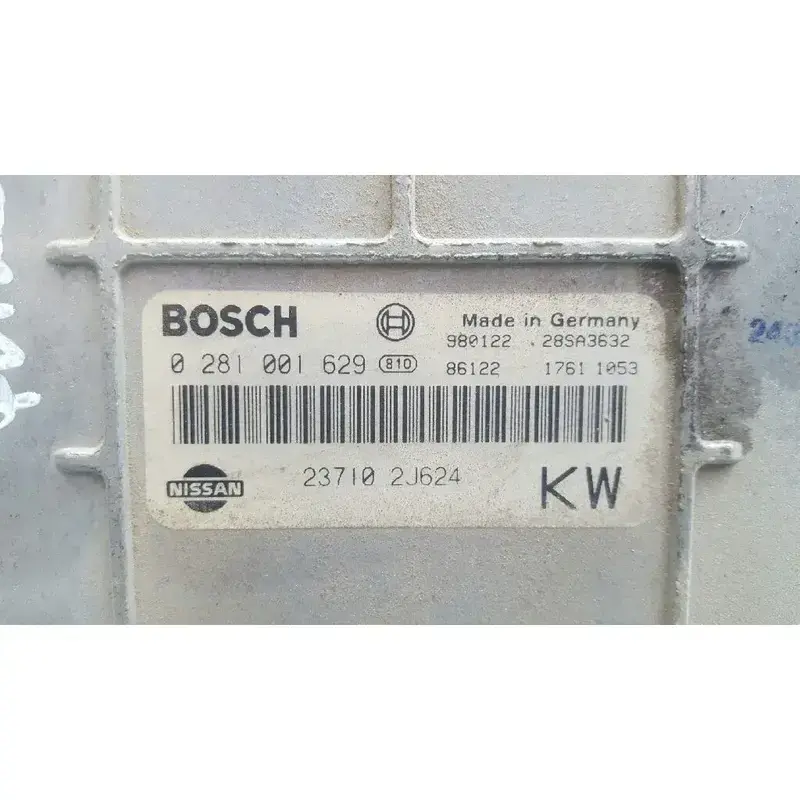 BOSCH
Made in Germany
980122 28SA3632
0 281 001 629 810
86122 1761 1053
NISSAN
23710 2J624
KW